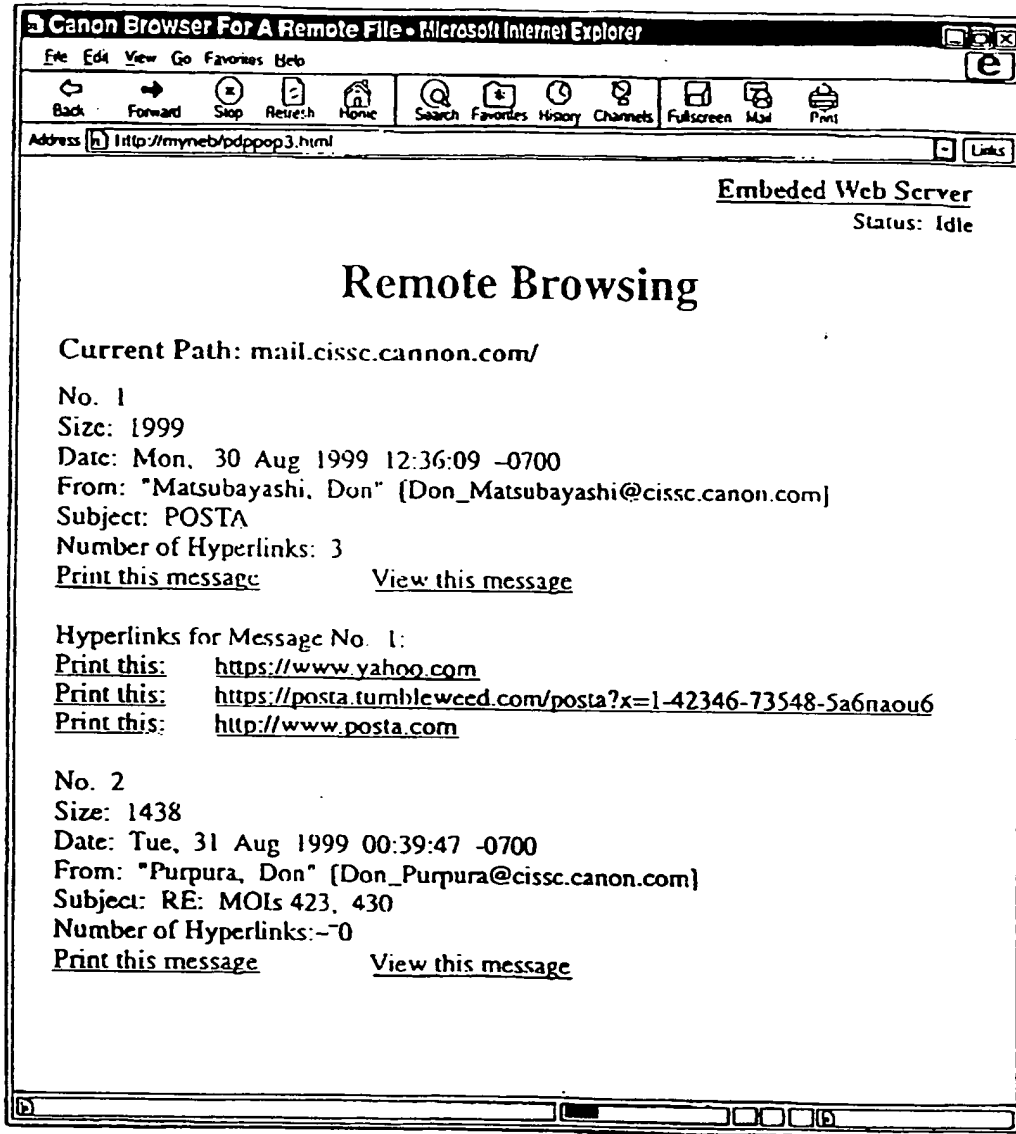 Canon Browser For A Remote File • Microsoft Internet Explorer
File Edit View Go Favorites Help
Back Forward Stop Refresh Home Search Favorites History Channels Fullscreen Mail Print
Address http://myneb/pdppop3.html Links
Embeded Web Server
Status: Idle
Remote Browsing
Current Path: mail.cissc.cannon.com/
No. 1
Size: 1999
Date: Mon, 30 Aug 1999 12:36:09 -0700
From: "Matsubayashi, Don" [Don_Matsubayashi@cissc.canon.com]
Subject: POSTA
Number of Hyperlinks: 3
Print this message View this message
Hyperlinks for Message No. 1:
Print this: https://www.yahoo.com
Print this: https://posta.tumbleweed.com/posta?x=1-42346-73548-5a6naou6
Print this: http://www.posta.com
No. 2
Size: 1438
Date: Tue, 31 Aug 1999 00:39:47 -0700
From: "Purpura, Don" [Don_Purpura@cissc.canon.com]
Subject: RE: MOIs 423, 430
Number of Hyperlinks: 0
Print this message View this message